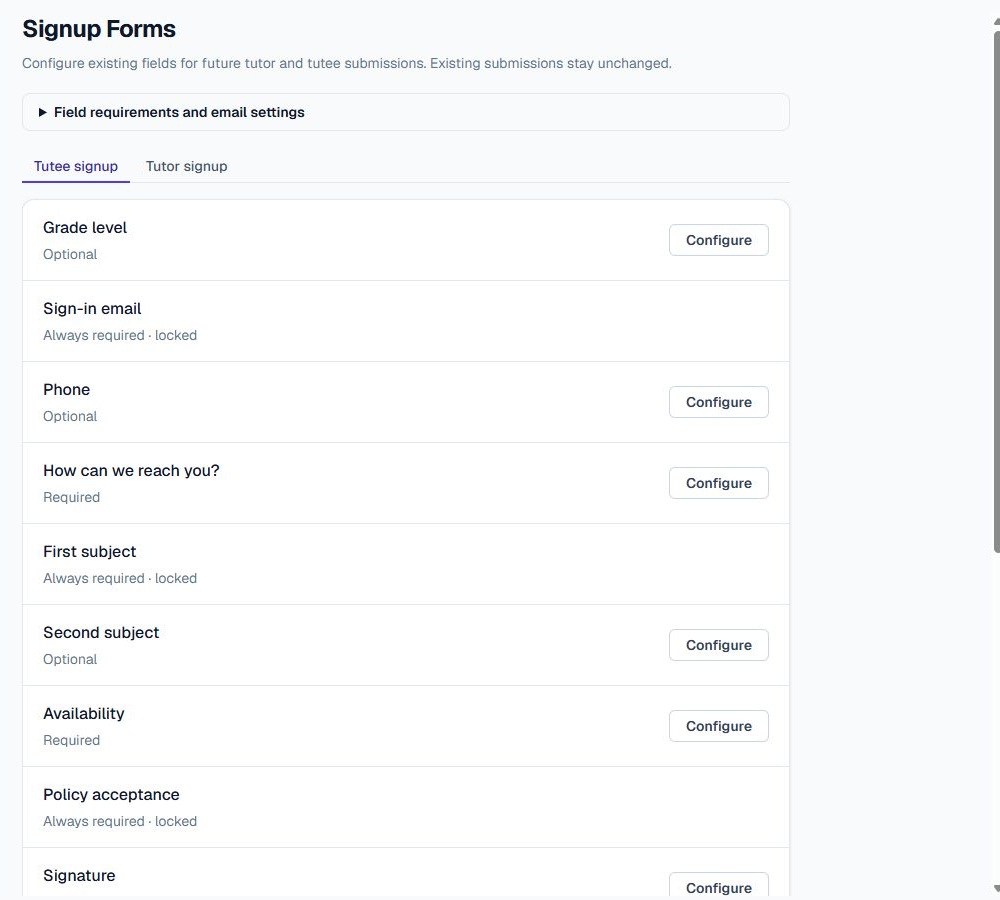 Signup Forms
Configure existing fields for future tutor and tutee submissions. Existing submissions stay unchanged.
Field requirements and email settings
Tutee signup
Tutor signup
Grade level
Optional
Configure
Sign-in email
Always required · locked
Phone
Optional
Configure
How can we reach you?
Required
Configure
First subject
Always required · locked
Second subject
Optional
Configure
Availability
Required
Configure
Policy acceptance
Always required · locked
Signature
Configure